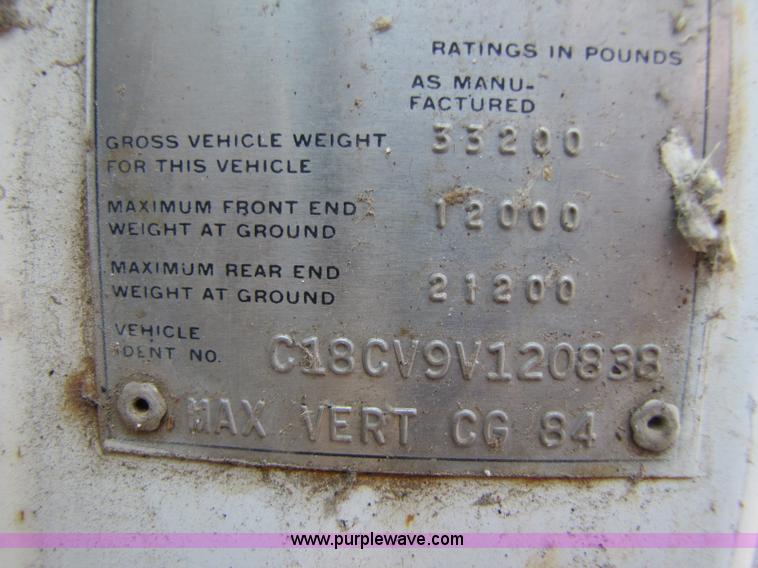 RATINGS IN POUNDS
AS MANU-
FACTURED
GROSS VEHICLE WEIGHT 33200
FOR THIS VEHICLE
MAXIMUM FRONT END 12000
WEIGHT AT GROUND
MAXIMUM REAR END 21200
WEIGHT AT GROUND
VEHICLE
IDENT NO. C18CV9V120838
MAX VERT CG 84
www.purplewave.com